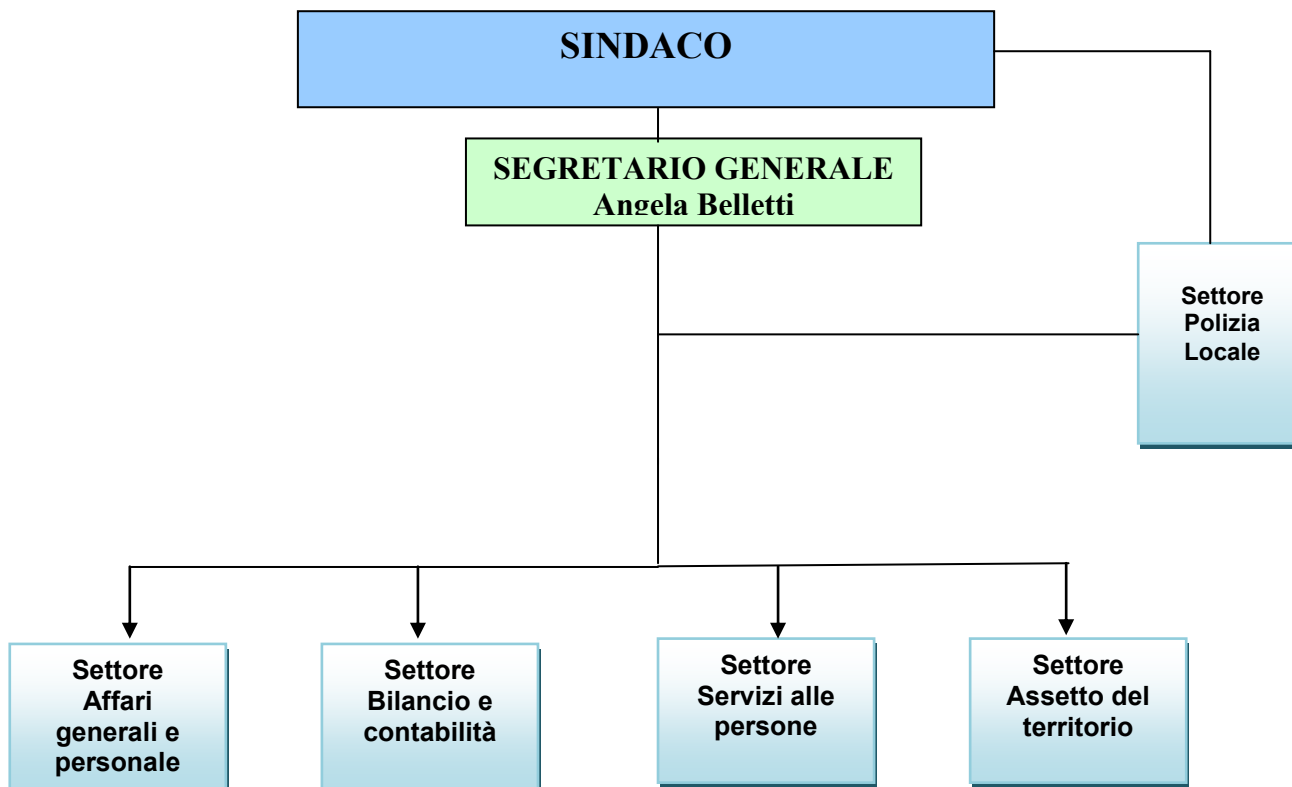 SINDACO
SEGRETARIO GENERALE
Angela Belletti
Settore
Polizia
Locale
Settore
Affari
generali e
personale
Settore
Bilancio e
contabilità
Settore
Servizi alle
persone
Settore
Assetto del
territorio